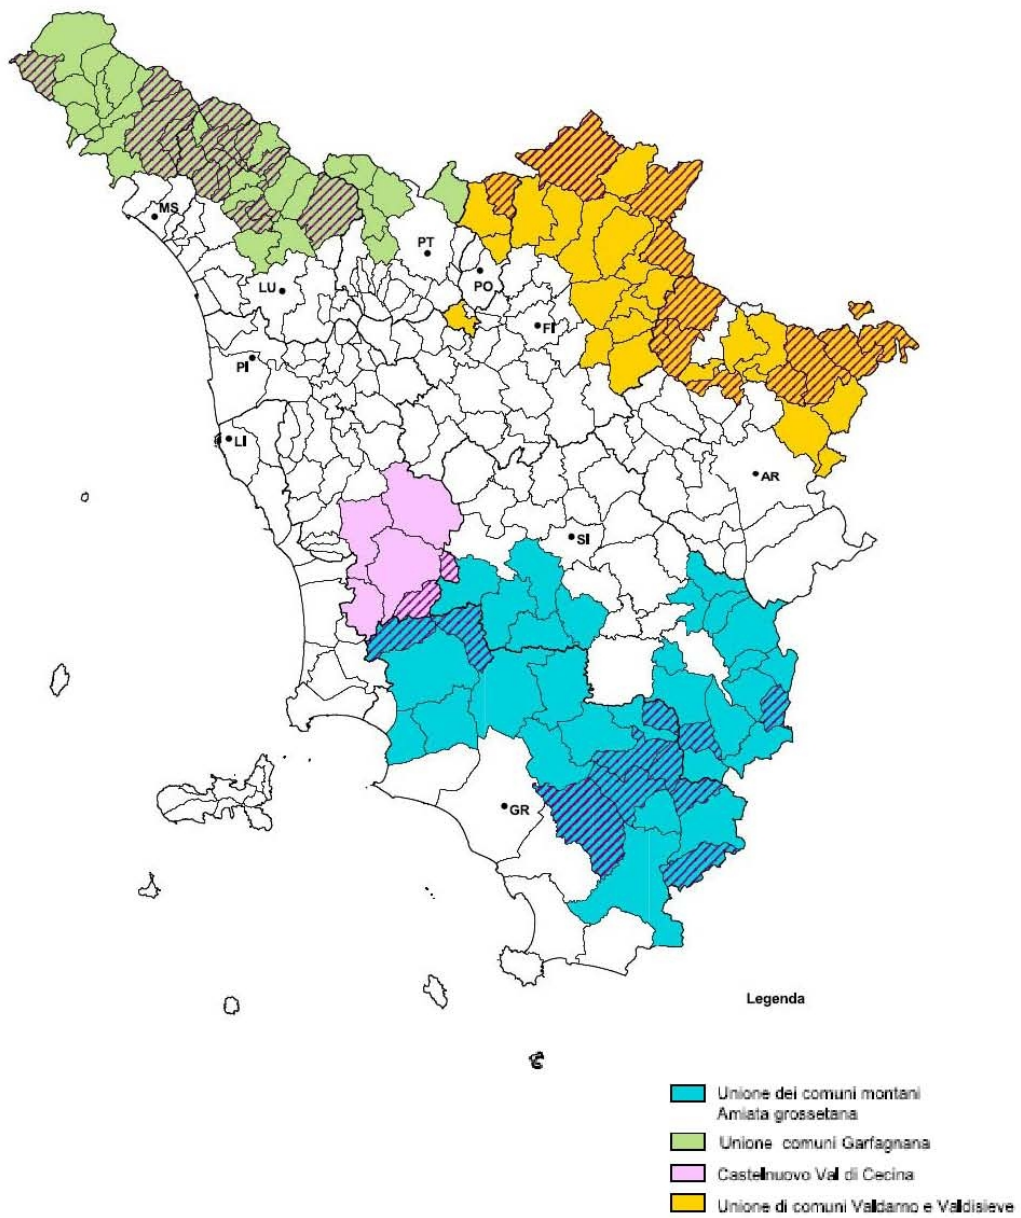 MS
PT
PO
LU
FI
PI
LI
AR
SI
GR
Legenda
Unione dei comuni montani
Amiata grossetana
Unione comuni Garfagnana
Castelnuovo Val di Cecina
Unione di comuni Valdarno e Valdisieve